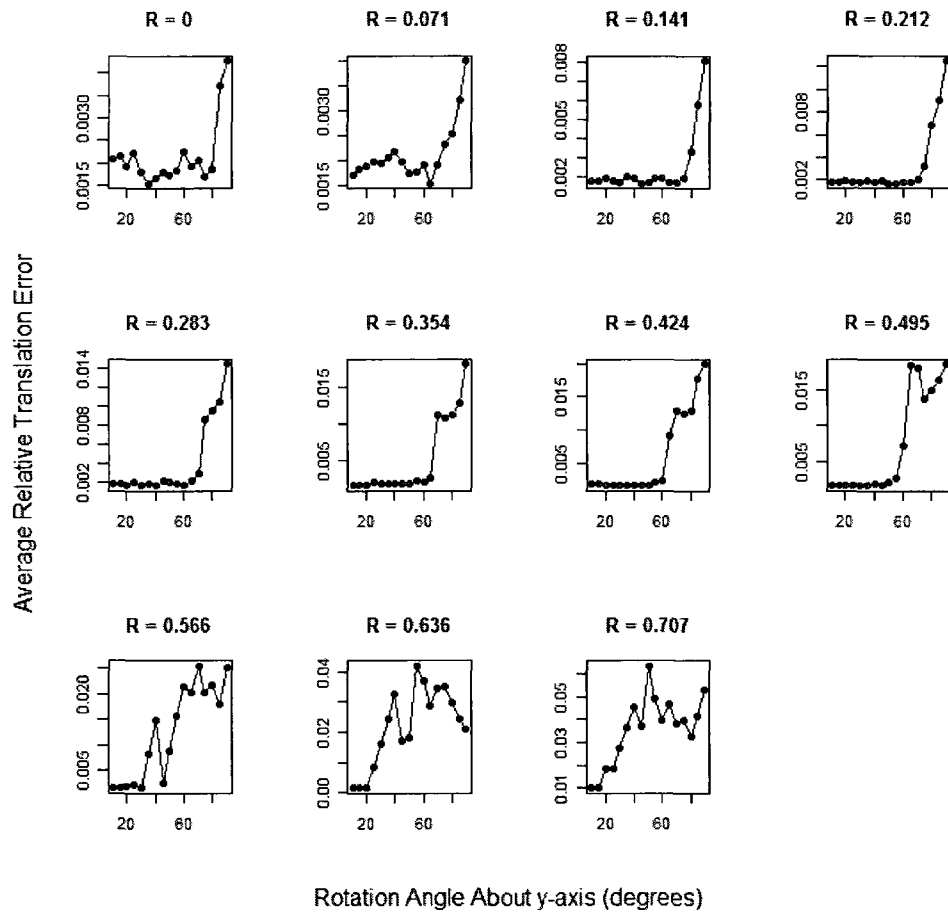 R = 0
R = 0.071
R = 0.141
R = 0.212
0.0030
0.0015
20 60
0.0030
0.0015
20 60
0.008
0.005
0.002
20 60
0.008
0.002
20 60
Average Relative Translation Error
R = 0.283
R = 0.354
R = 0.424
R = 0.495
0.014
0.008
0.002
20 60
0.015
0.005
20 60
0.015
0.005
20 60
0.015
0.005
20 60
R = 0.566
R = 0.636
R = 0.707
0.020
0.005
20 60
0.04
0.02
0.00
20 60
0.05
0.03
0.01
20 60
Rotation Angle About y-axis (degrees)